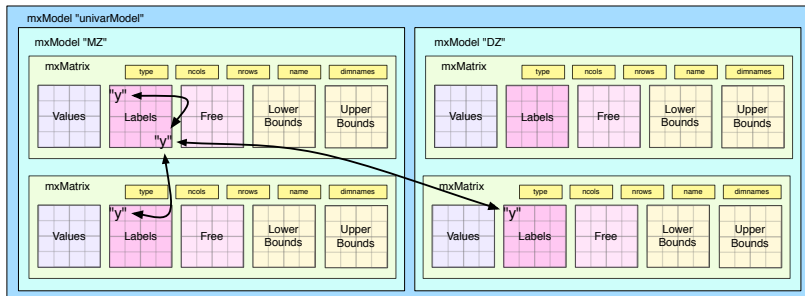 mxModel "univarModel"
mxModel "MZ"
mxMatrix
type ncols nrows name dimnames
"y"
Values Labels Free Lower Bounds Upper Bounds
"y"
mxMatrix
type ncols nrows name dimnames
"y"
Values Labels Free Lower Bounds Upper Bounds
mxModel "DZ"
mxMatrix
type ncols nrows name dimnames
Values Labels Free Lower Bounds Upper Bounds
mxMatrix
type ncols nrows name dimnames
"y"
Values Labels Free Lower Bounds Upper Bounds